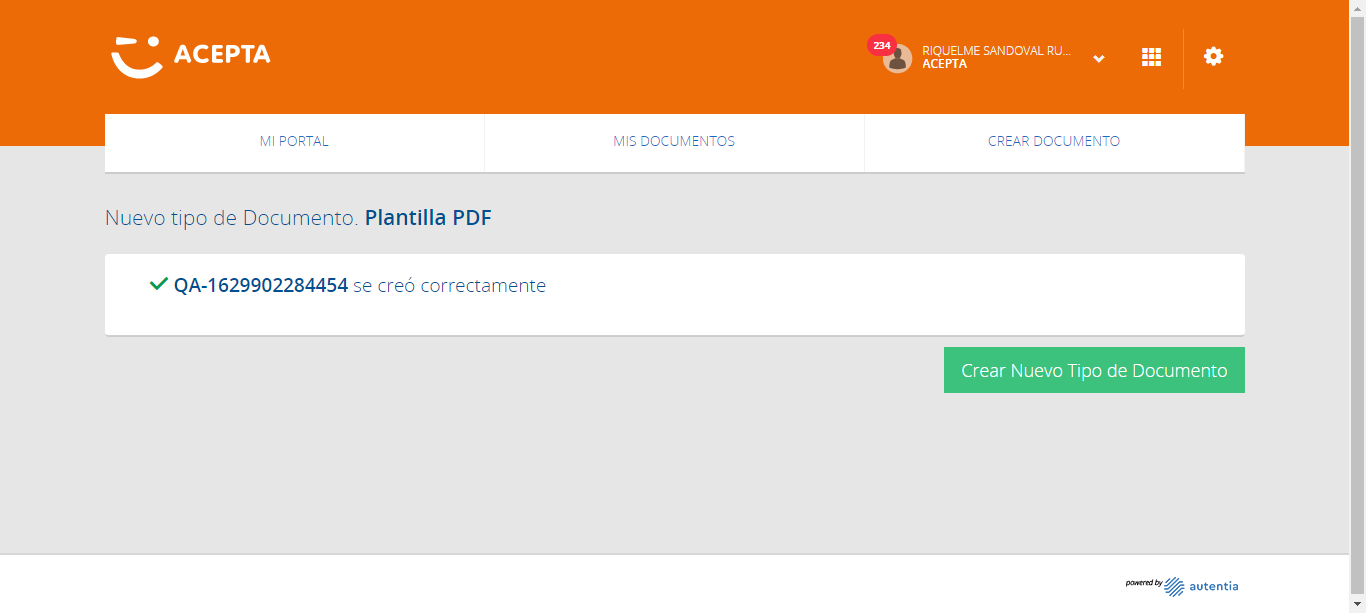 ACEPTA
234
RIQUELME SANDOVAL RU...
ACEPTA
MI PORTAL
MIS DOCUMENTOS
CREAR DOCUMENTO
Nuevo tipo de Documento. Plantilla PDF
QA-1629902284454 se creó correctamente
Crear Nuevo Tipo de Documento
powered by autentia